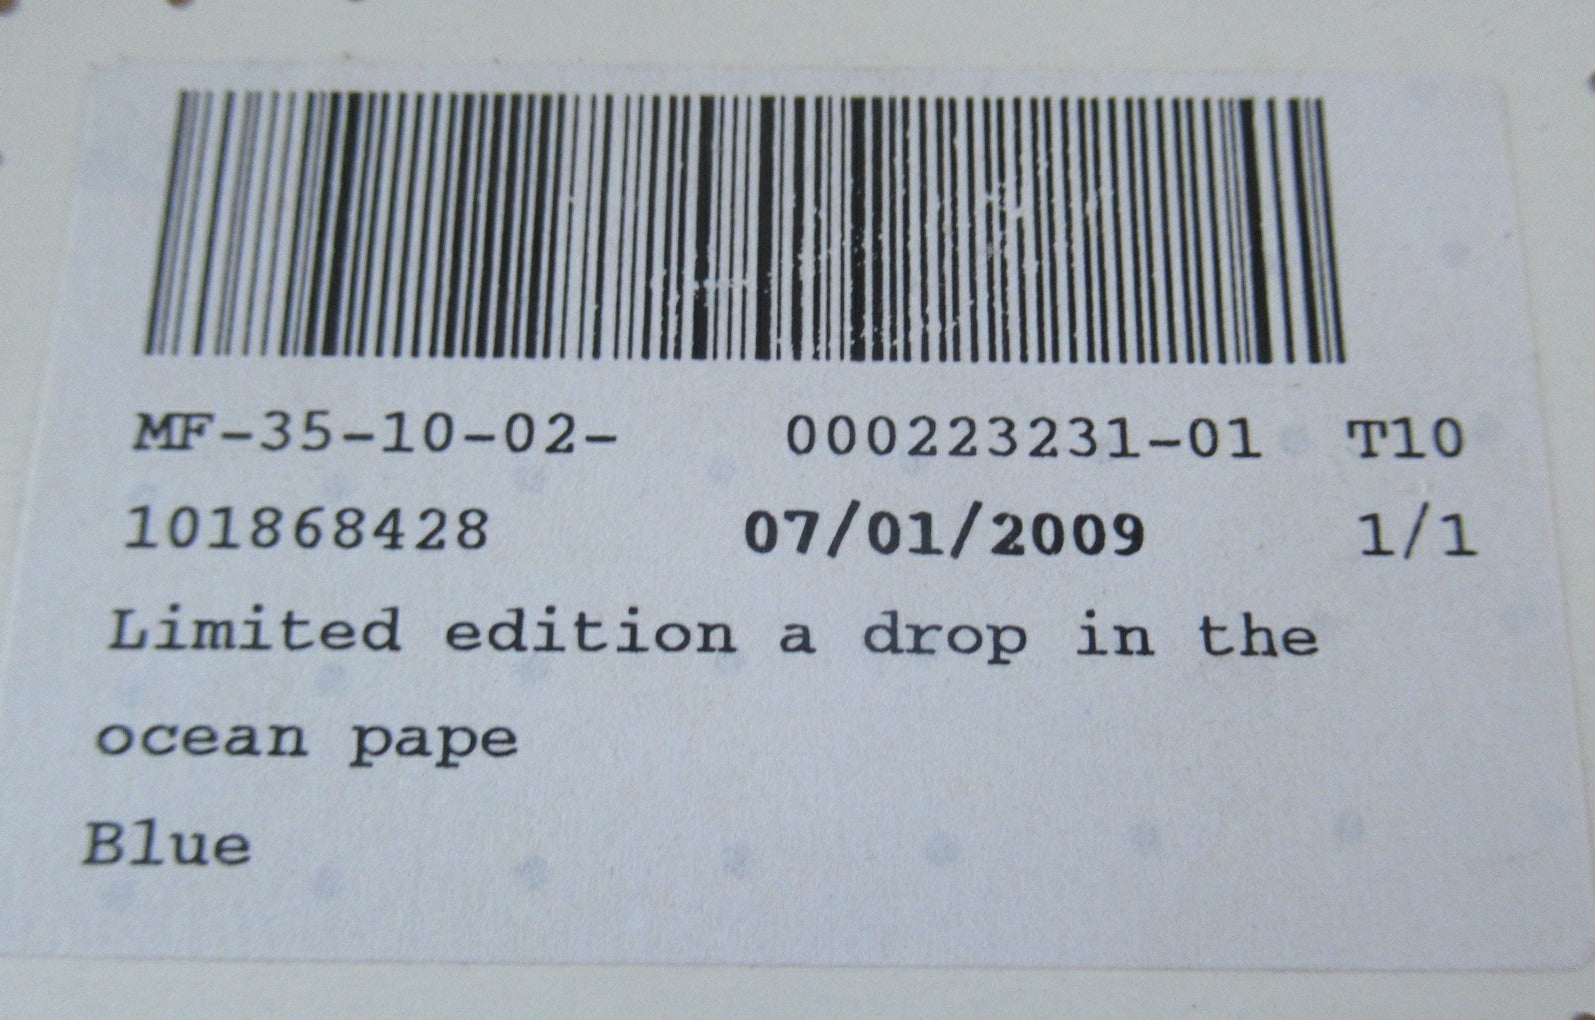 MF-35-10-02- 000223231-01 T10
101868428 07/01/2009 1/1
Limited edition a drop in the
ocean pape
Blue